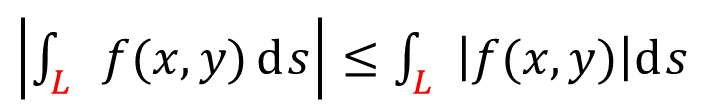 |∫_L f(x,y) ds| ≤ ∫_L |f(x,y)|ds